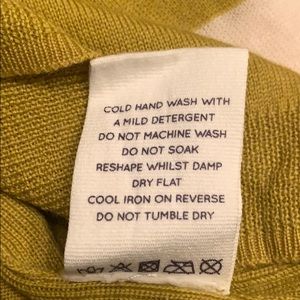 COLD HAND WASH WITH
A MILD DETERGENT
DO NOT MACHINE WASH
DO NOT SOAK
RESHAPE WHILST DAMP
DRY FLAT
COOL IRON ON REVERSE
DO NOT TUMBLE DRY